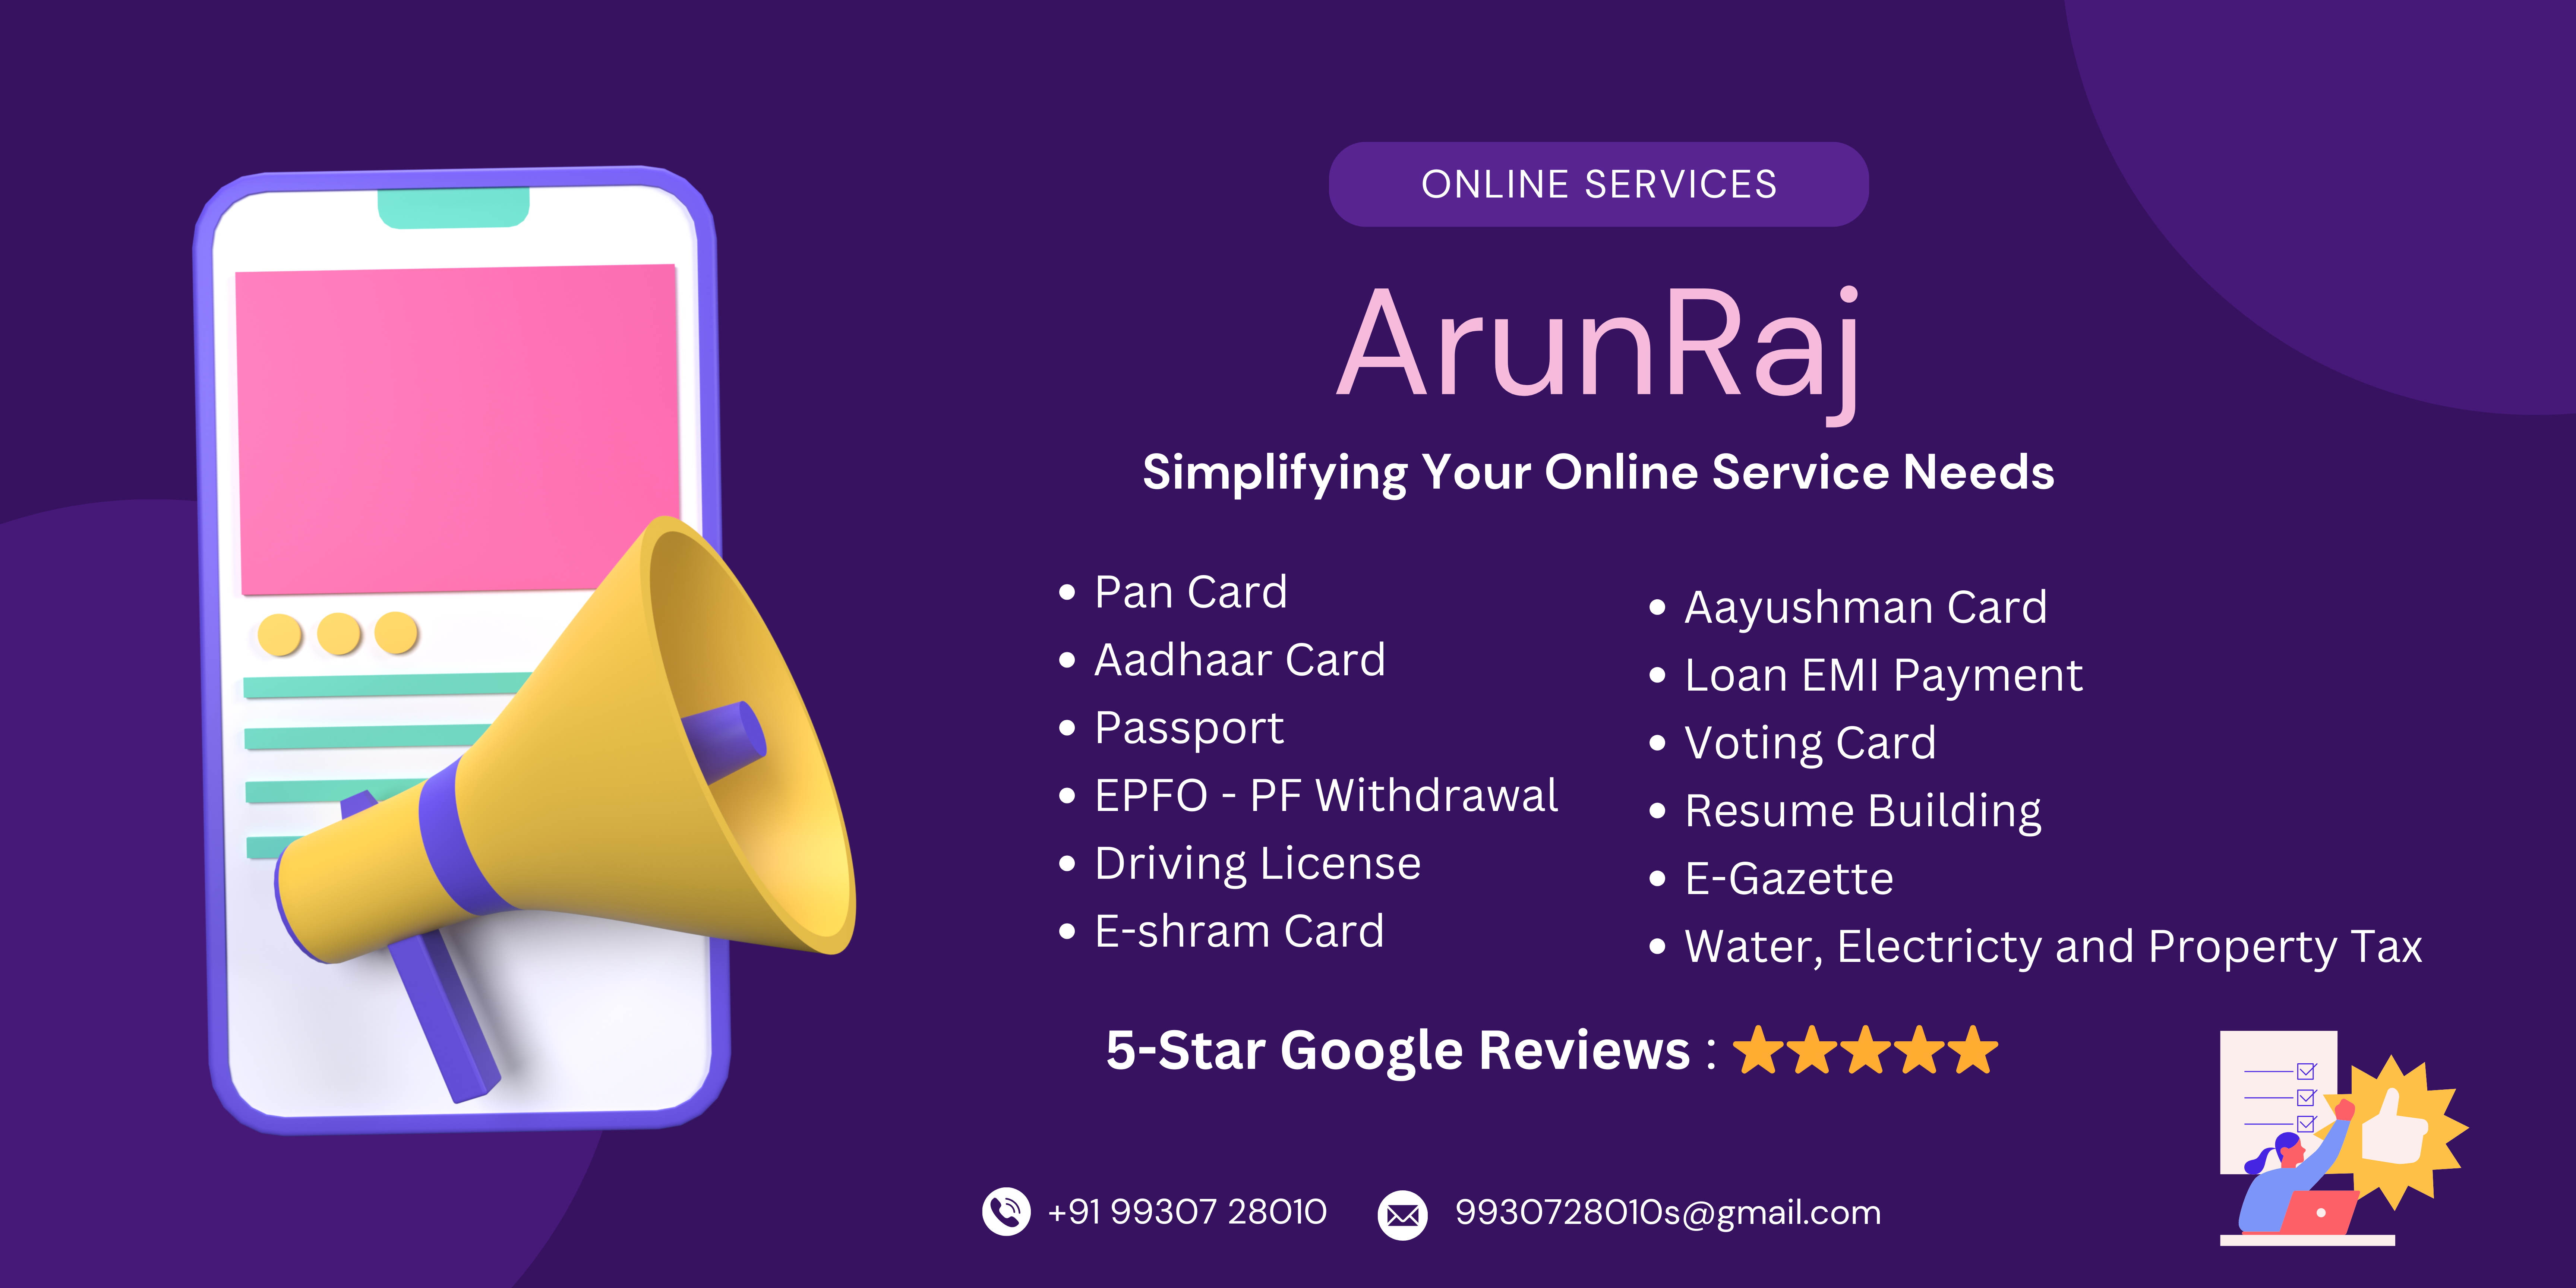 ONLINE SERVICES
ArunRaj
Simplifying Your Online Service Needs
Pan Card
Aadhaar Card
Passport
EPFO - PF Withdrawal
Driving License
E-shram Card
Aayushman Card
Loan EMI Payment
Voting Card
Resume Building
E-Gazette
Water, Electricty and Property Tax
5-Star Google Reviews :
+91 99307 28010
9930728010s@gmail.com